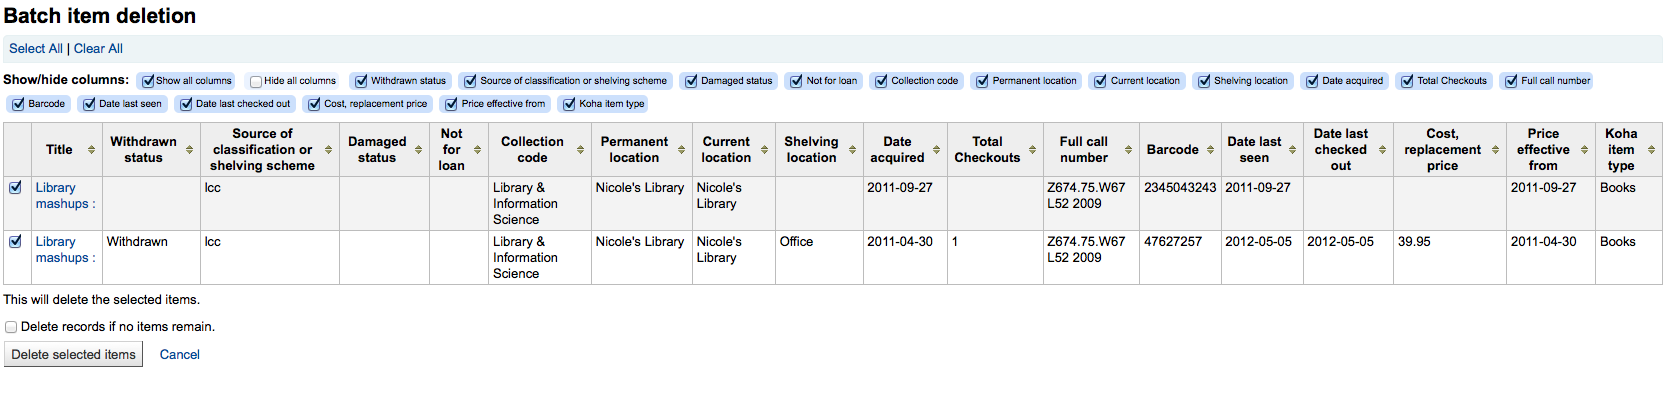 Batch item deletion
Select All | Clear All
Show/hide columns: Show all columns Hide all columns Withdrawn status Source of classification or shelving scheme Damaged status Not for loan Collection code Permanent location Current location Shelving location Date acquired Total Checkouts Full call number
Barcode Date last seen Date last checked out Cost, replacement price Price effective from Koha item type
Title Withdrawn status Source of classification or shelving scheme Damaged status Not for loan Collection code Permanent location Current location Shelving location Date acquired Total Checkouts Full call number Barcode Date last seen Date last checked out Cost, replacement price Price effective from Koha item type
Library mashups : lcc Library & Information Science Nicole's Library Nicole's Library 2011-09-27 Z674.75.W67 L52 2009 2345043243 2011-09-27 2011-09-27 Books
Library mashups : Withdrawn lcc Library & Information Science Nicole's Library Nicole's Library Office 2011-04-30 1 Z674.75.W67 L52 2009 47627257 2012-05-05 2012-05-05 39.95 2011-04-30 Books
This will delete the selected items.
Delete records if no items remain.
Delete selected items Cancel